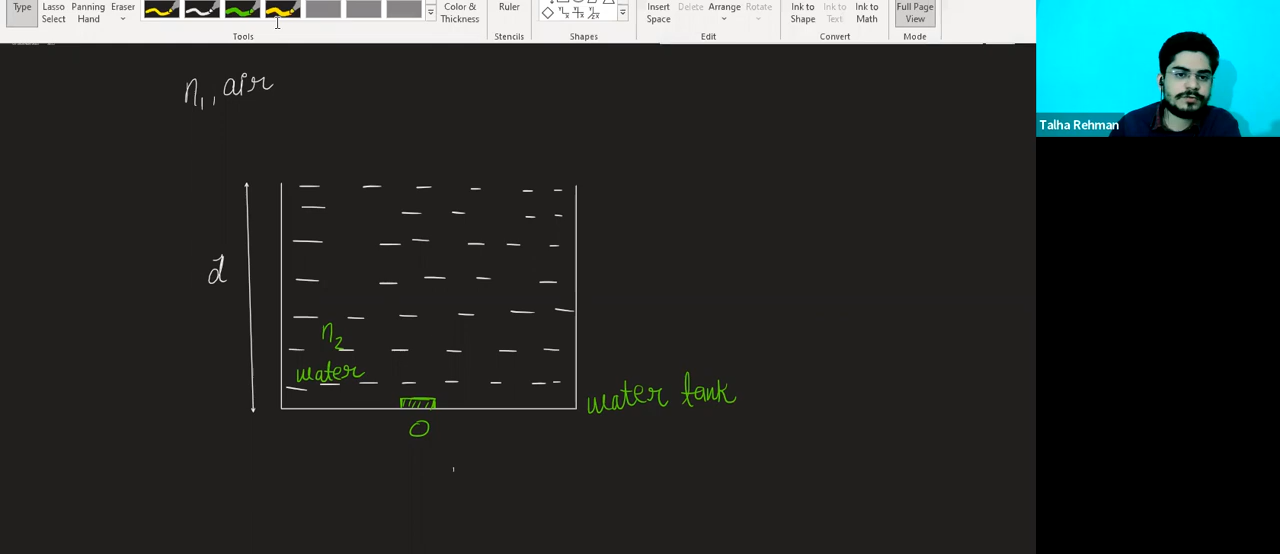 Type Lasso Select Panning Hand Eraser Color & Thickness Ruler Insert Space Delete Arrange Rotate Ink to Shape Ink to Text Ink to Math Full Page View
Tools Stencils Shapes Edit Convert Mode
n₁, air
Talha Rehman
d
n₂
water
water tank
O